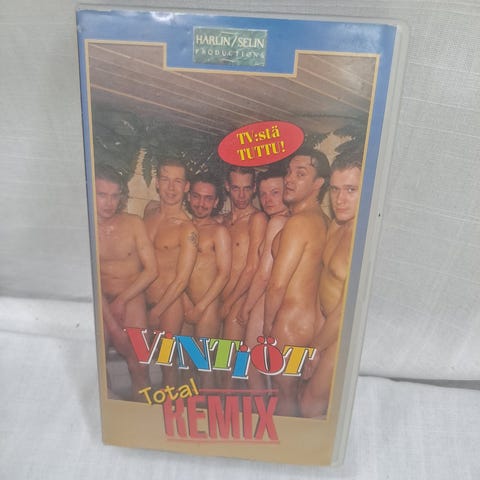 HARLIN/SELIN
PRODUCTIONS
TV:stä
TUTTU!
VINTiÖT
Total
REMIX